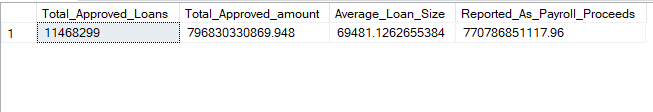 Total_Approved_Loans Total_Approved_amount Average_Loan_Size Reported_As_Payroll_Proceeds
1 11468299 796830330869.948 69481.1262655384 770786851117.96